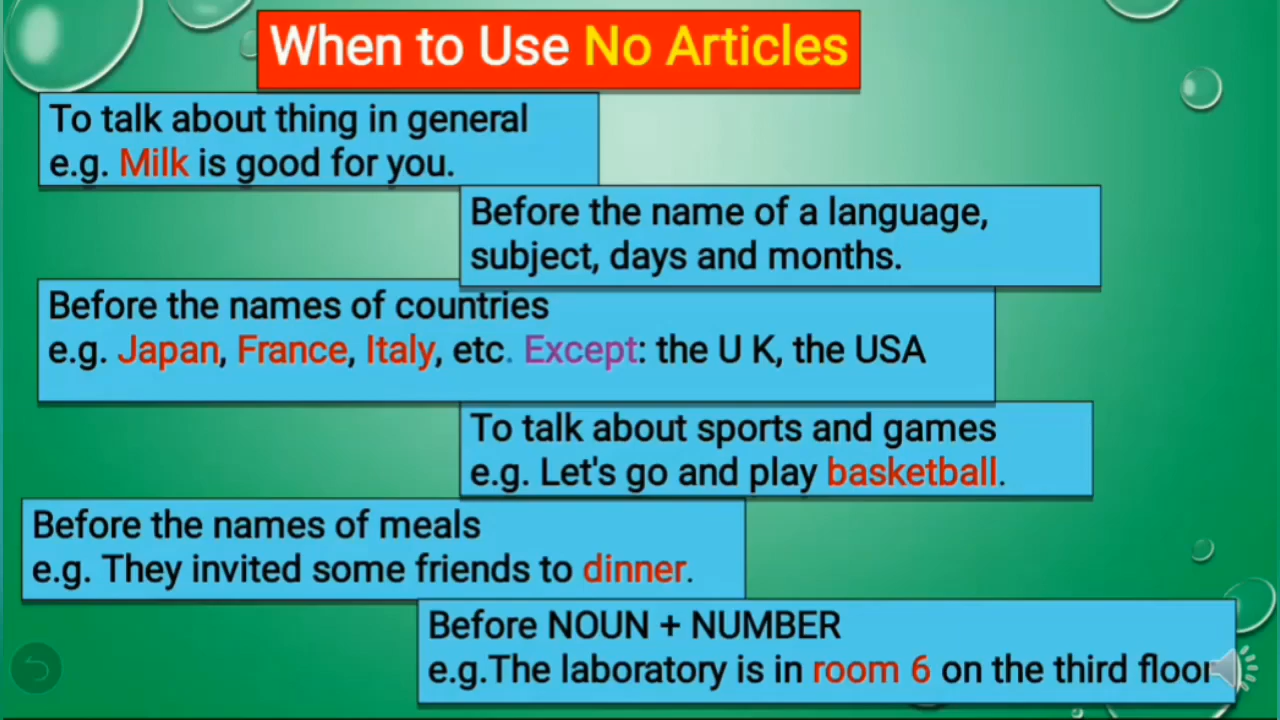 When to Use No Articles
To talk about thing in general
e.g. Milk is good for you.
Before the name of a language,
subject, days and months.
Before the names of countries
e.g. Japan, France, Italy, etc. Except: the U K, the USA
To talk about sports and games
e.g. Let's go and play basketball.
Before the names of meals
e.g. They invited some friends to dinner.
Before NOUN + NUMBER
e.g.The laboratory is in room 6 on the third floor